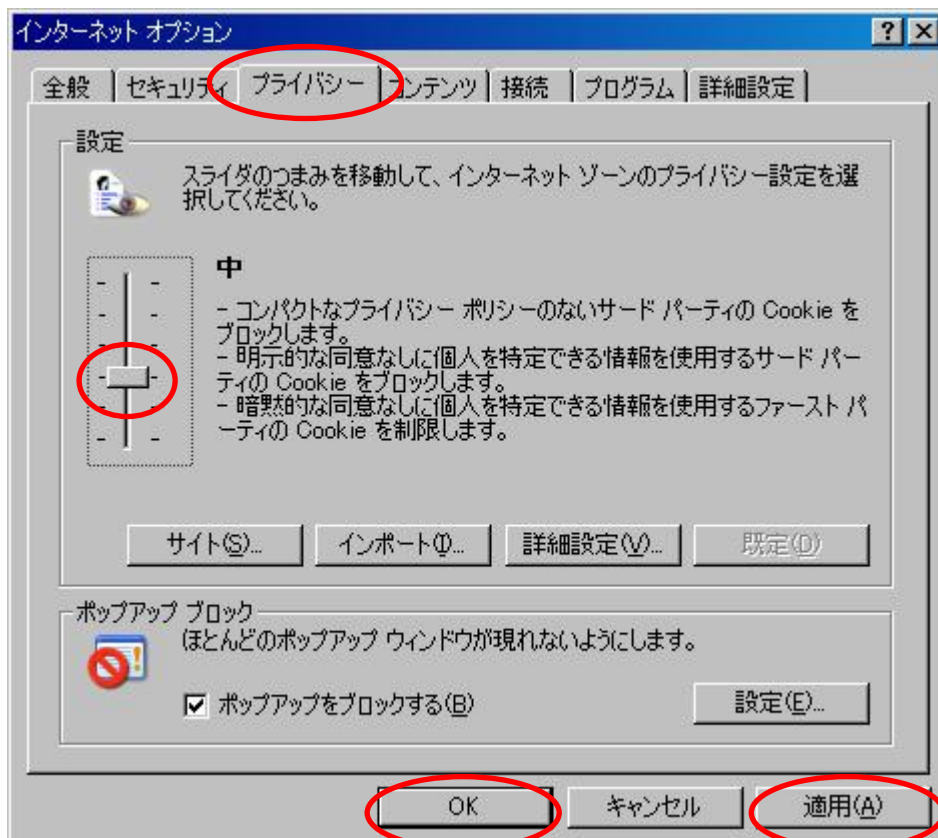 インターネット オプション
全般 セキュリティ プライバシー コンテンツ 接続 プログラム 詳細設定
設定
スライダのつまみを移動して、インターネット ゾーンのプライバシー設定を選
択してください。
中
- コンパクトなプライバシー ポリシーのないサード パーティの Cookie を
ブロックします。
- 明示的な同意なしに個人を特定できる情報を使用するサード パー
ティの Cookie をブロックします。
- 暗黙的な同意なしに個人を特定できる情報を使用するファースト パ
ーティの Cookie を制限します。
サイト(S)... インポート(I)... 詳細設定(V)... 既定(D)
ポップアップ ブロック
ほとんどのポップアップ ウィンドウが現れないようにします。
ポップアップをブロックする(B) 設定(E)...
OK キャンセル 適用(A)